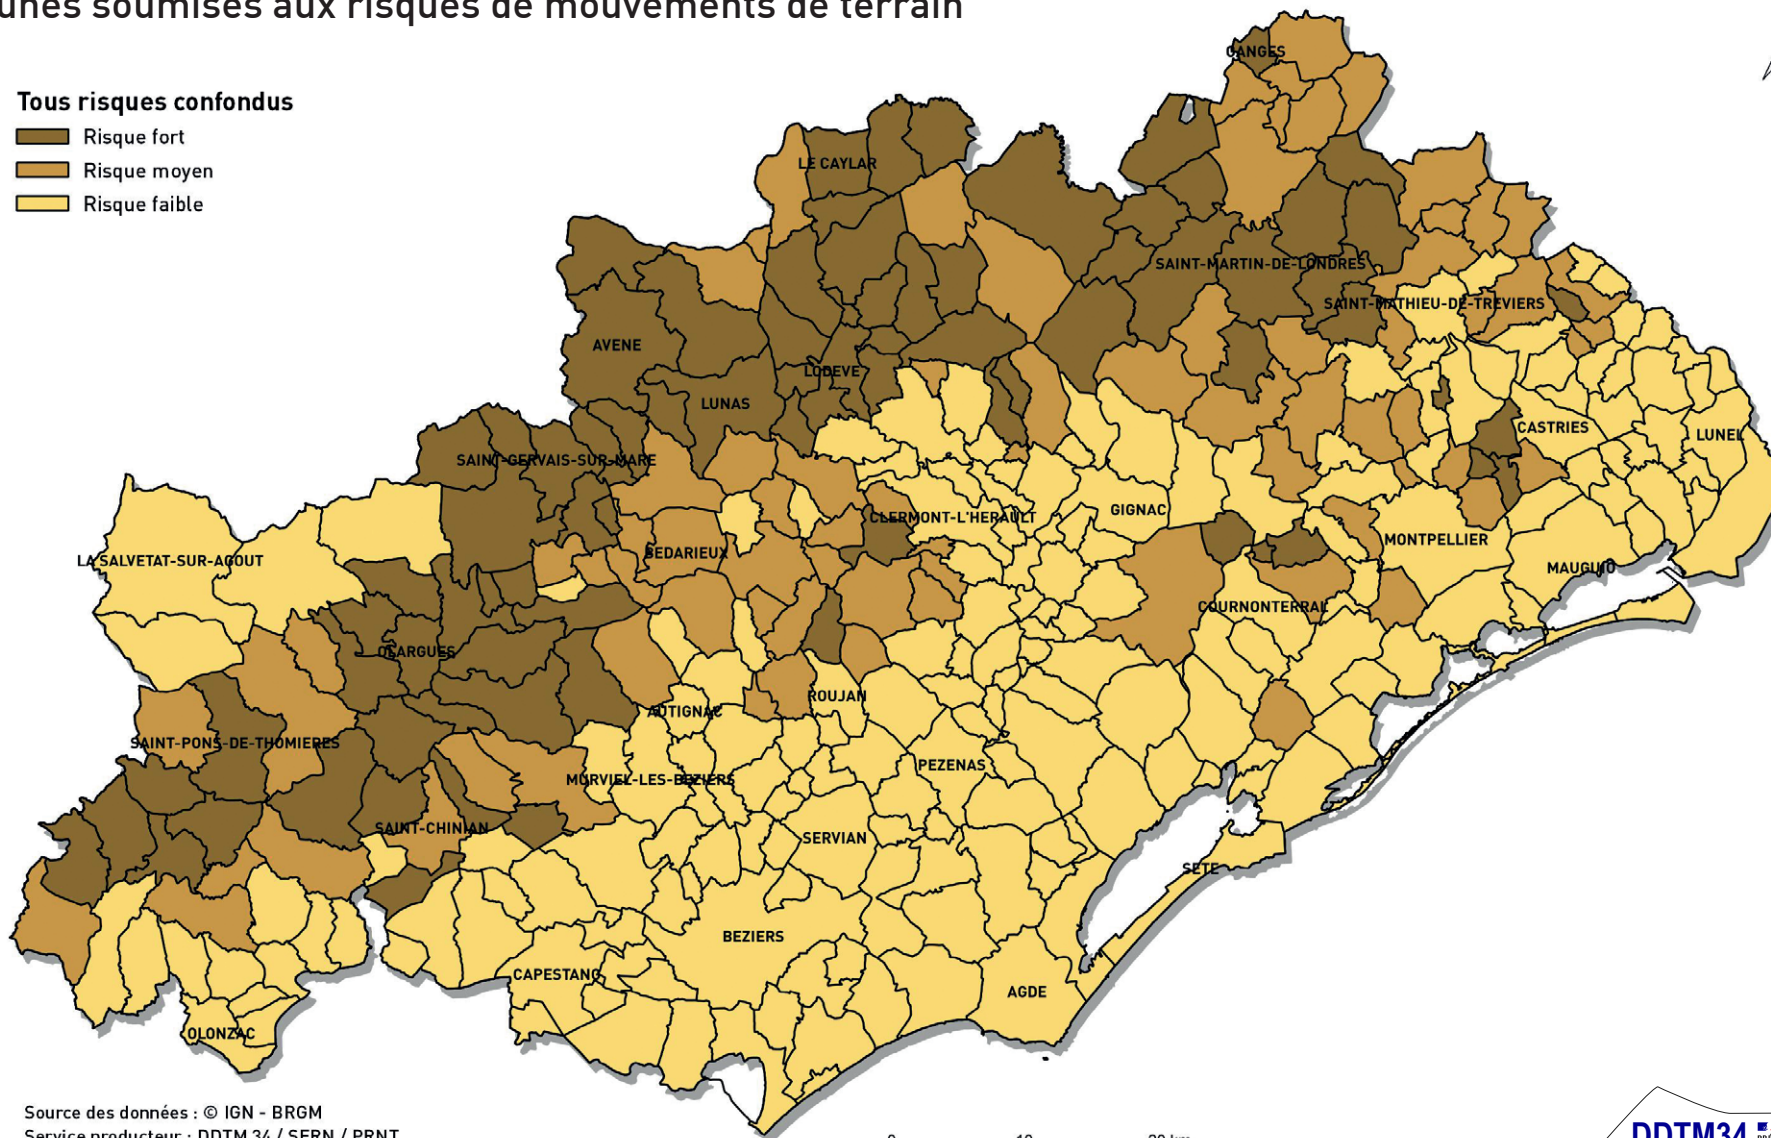 unes soumises aux risques de mouvements de terrain
Tous risques confondus
Risque fort
Risque moyen
Risque faible
GANGES
LE CAYLAR
SAINT-MARTIN-DE-LONDRES
SAINT-MATHIEU-DE-TREVIERS
AVENE
LODEVE
LUNAS
CASTRIES
LUNEL
SAINT-GERVAIS-SUR-MARE
CLERMONT-L'HERAULT
GIGNAC
MONTPELLIER
BEDARIEUX
LA SALVETAT-SUR-AGOUT
MAUGUIO
COURNONTERRAL
OLARGUES
ROUJAN
AUTIGNAC
SAINT-PONS-DE-THOMIERES
PEZENAS
MURVIEL-LES-BEZIERS
SAINT-CHINIAN
SERVIAN
SETE
BEZIERS
CAPESTANG
AGDE
OLONZAC
Source des données : © IGN - BRGM
Service producteur : DDTM 34 / SERN / PRNT
0 10 20 km
DDTM34